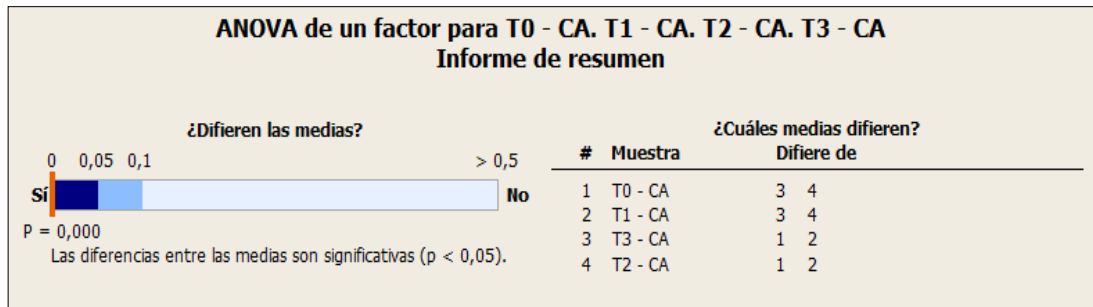 ANOVA de un factor para T0 - CA. T1 - CA. T2 - CA. T3 - CA
Informe de resumen
¿Difieren las medias?
0 0,05 0,1 > 0,5
Sí No
P = 0,000
Las diferencias entre las medias son significativas (p < 0,05).
¿Cuáles medias difieren?
# Muestra Difiere de
1 T0 - CA 3 4
2 T1 - CA 3 4
3 T3 - CA 1 2
4 T2 - CA 1 2